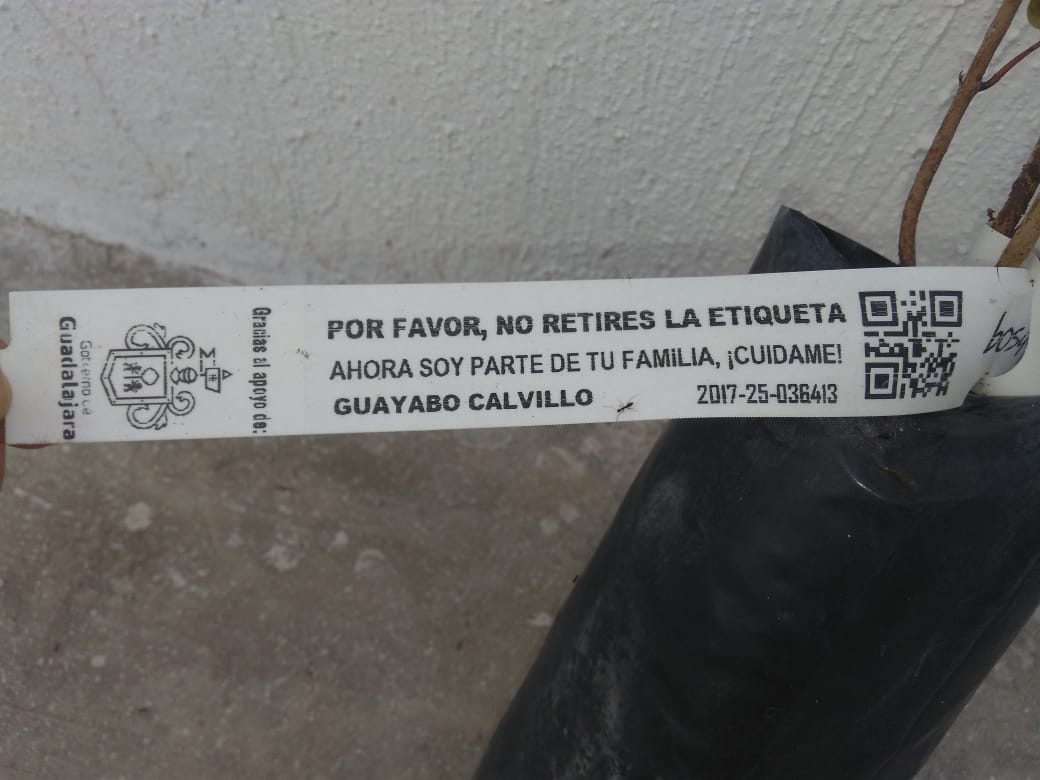 POR FAVOR, NO RETIRES LA ETIQUETA
AHORA SOY PARTE DE TU FAMILIA, ¡CUIDAME!
GUAYABO CALVILLO 2017-25-036413
Gracias al apoyo de:
Gobierno de
Guadalajara